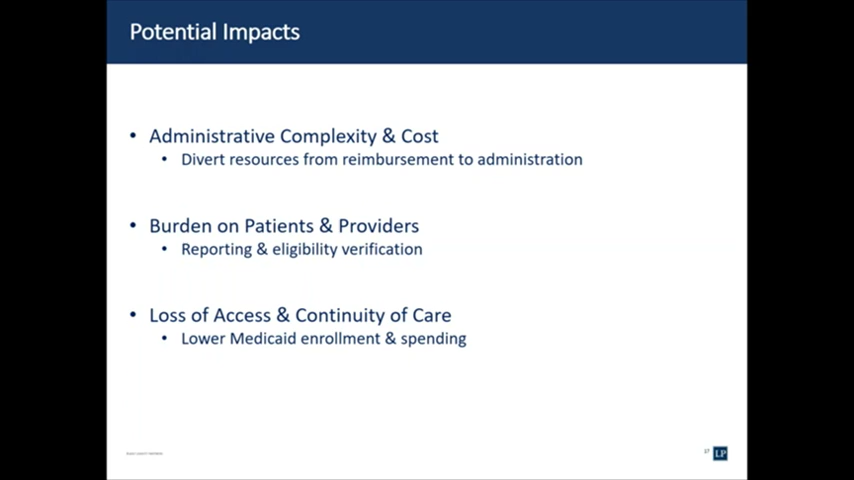 Potential Impacts
• Administrative Complexity & Cost
• Divert resources from reimbursement to administration
• Burden on Patients & Providers
• Reporting & eligibility verification
• Loss of Access & Continuity of Care
• Lower Medicaid enrollment & spending
LP